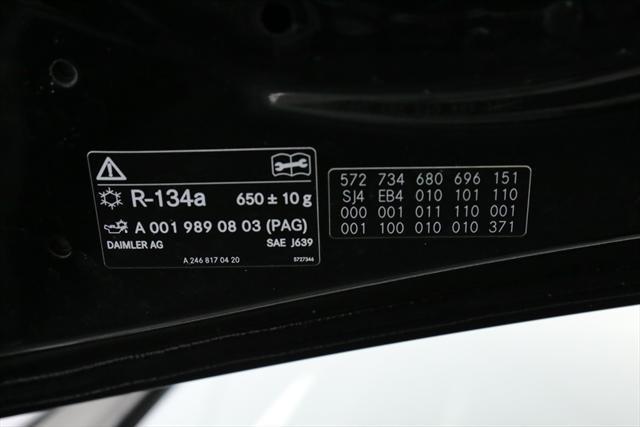 R-134a 650 ± 10 g
A 001 989 08 03 (PAG)
DAIMLER AG SAE J639
A 246 817 04 20 5727346
572 734 680 696 151
SJ4 EB4 010 101 110
000 001 011 110 001
001 100 010 010 371